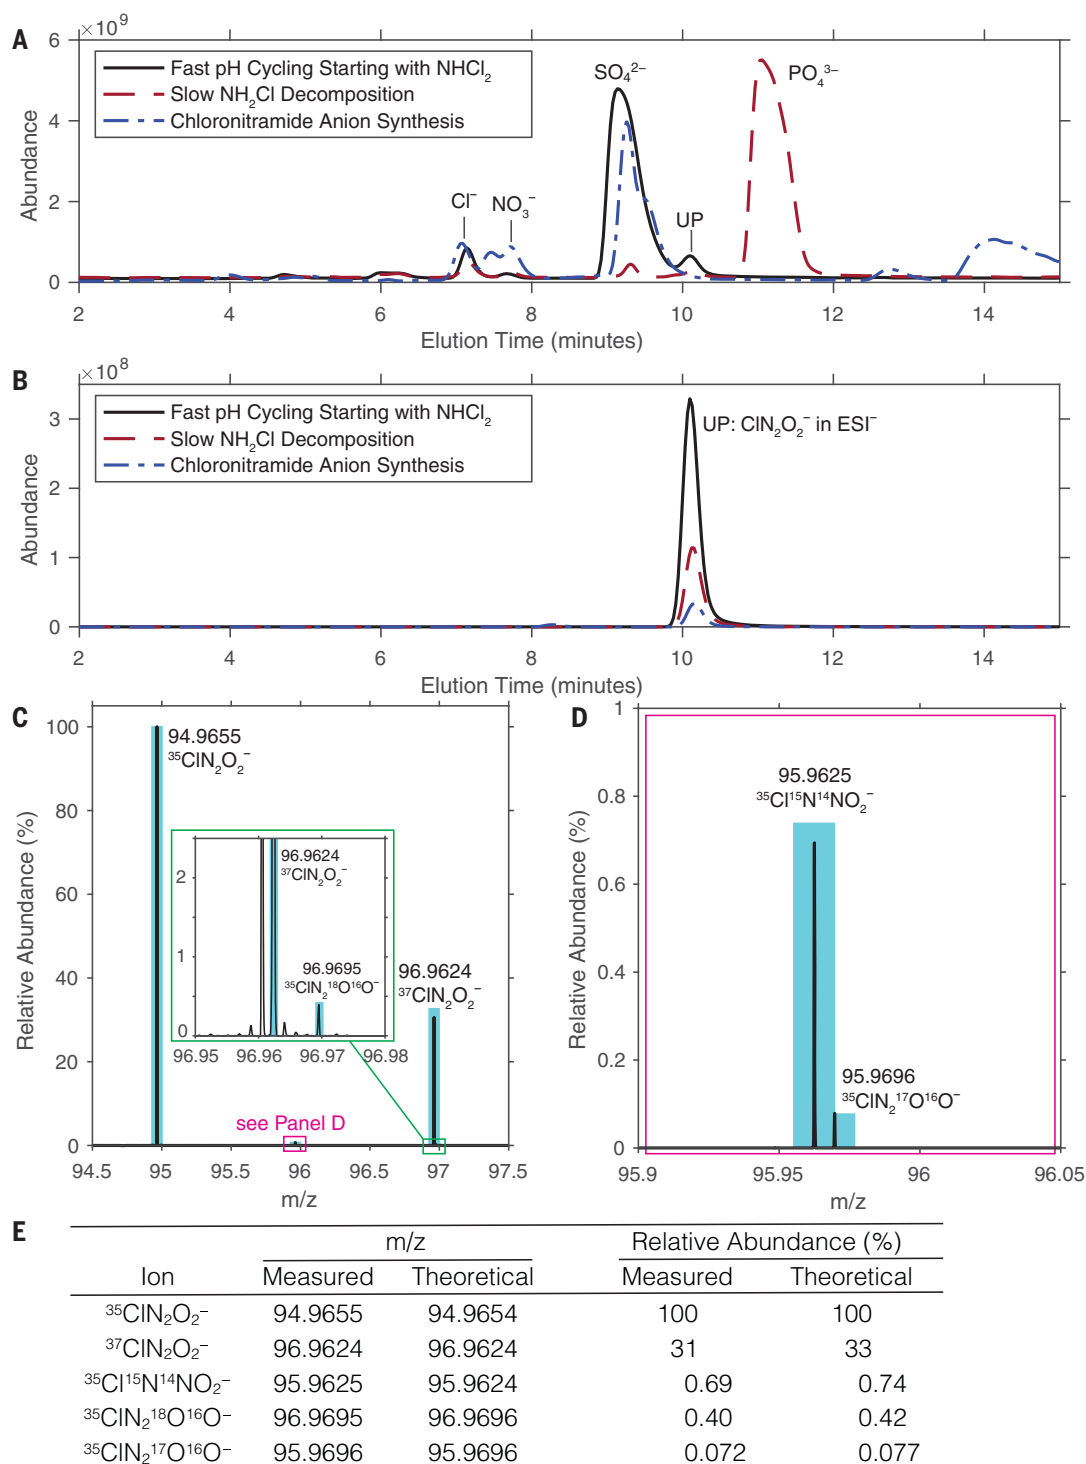 A
×10⁹
6
4
2
0
Abundance
Fast pH Cycling Starting with NHCl₂
Slow NH₂Cl Decomposition
Chloronitramide Anion Synthesis
Cl⁻
NO₃⁻
SO₄²⁻
UP
PO₄³⁻
2 4 6 8 10 12 14
Elution Time (minutes)
B
×10⁸
3
2
1
0
Abundance
Fast pH Cycling Starting with NHCl₂
Slow NH₂Cl Decomposition
Chloronitramide Anion Synthesis
UP: ClN₂O₂⁻ in ESI⁻
2 4 6 8 10 12 14
Elution Time (minutes)
C
100
80
60
40
20
0
Relative Abundance (%)
94.9655
³⁵ClN₂O₂⁻
2
1
0
96.9624
³⁷ClN₂O₂⁻
96.9695
³⁵ClN₂¹⁸O¹⁶O⁻
96.95 96.96 96.97 96.98
96.9624
³⁷ClN₂O₂⁻
see Panel D
94.5 95 95.5 96 96.5 97 97.5
m/z
D
1
0.8
0.6
0.4
0.2
0
Relative Abundance (%)
95.9625
³⁵Cl¹⁵N¹⁴NO₂⁻
95.9696
³⁵ClN₂¹⁷O¹⁶O⁻
95.9 95.95 96 96.05
m/z
E
m/z Relative Abundance (%)
Ion Measured Theoretical Measured Theoretical
³⁵ClN₂O₂⁻ 94.9655 94.9654 100 100
³⁷ClN₂O₂⁻ 96.9624 96.9624 31 33
³⁵Cl¹⁵N¹⁴NO₂⁻ 95.9625 95.9624 0.69 0.74
³⁵ClN₂¹⁸O¹⁶O⁻ 96.9695 96.9696 0.40 0.42
³⁵ClN₂¹⁷O¹⁶O⁻ 95.9696 95.9696 0.072 0.077